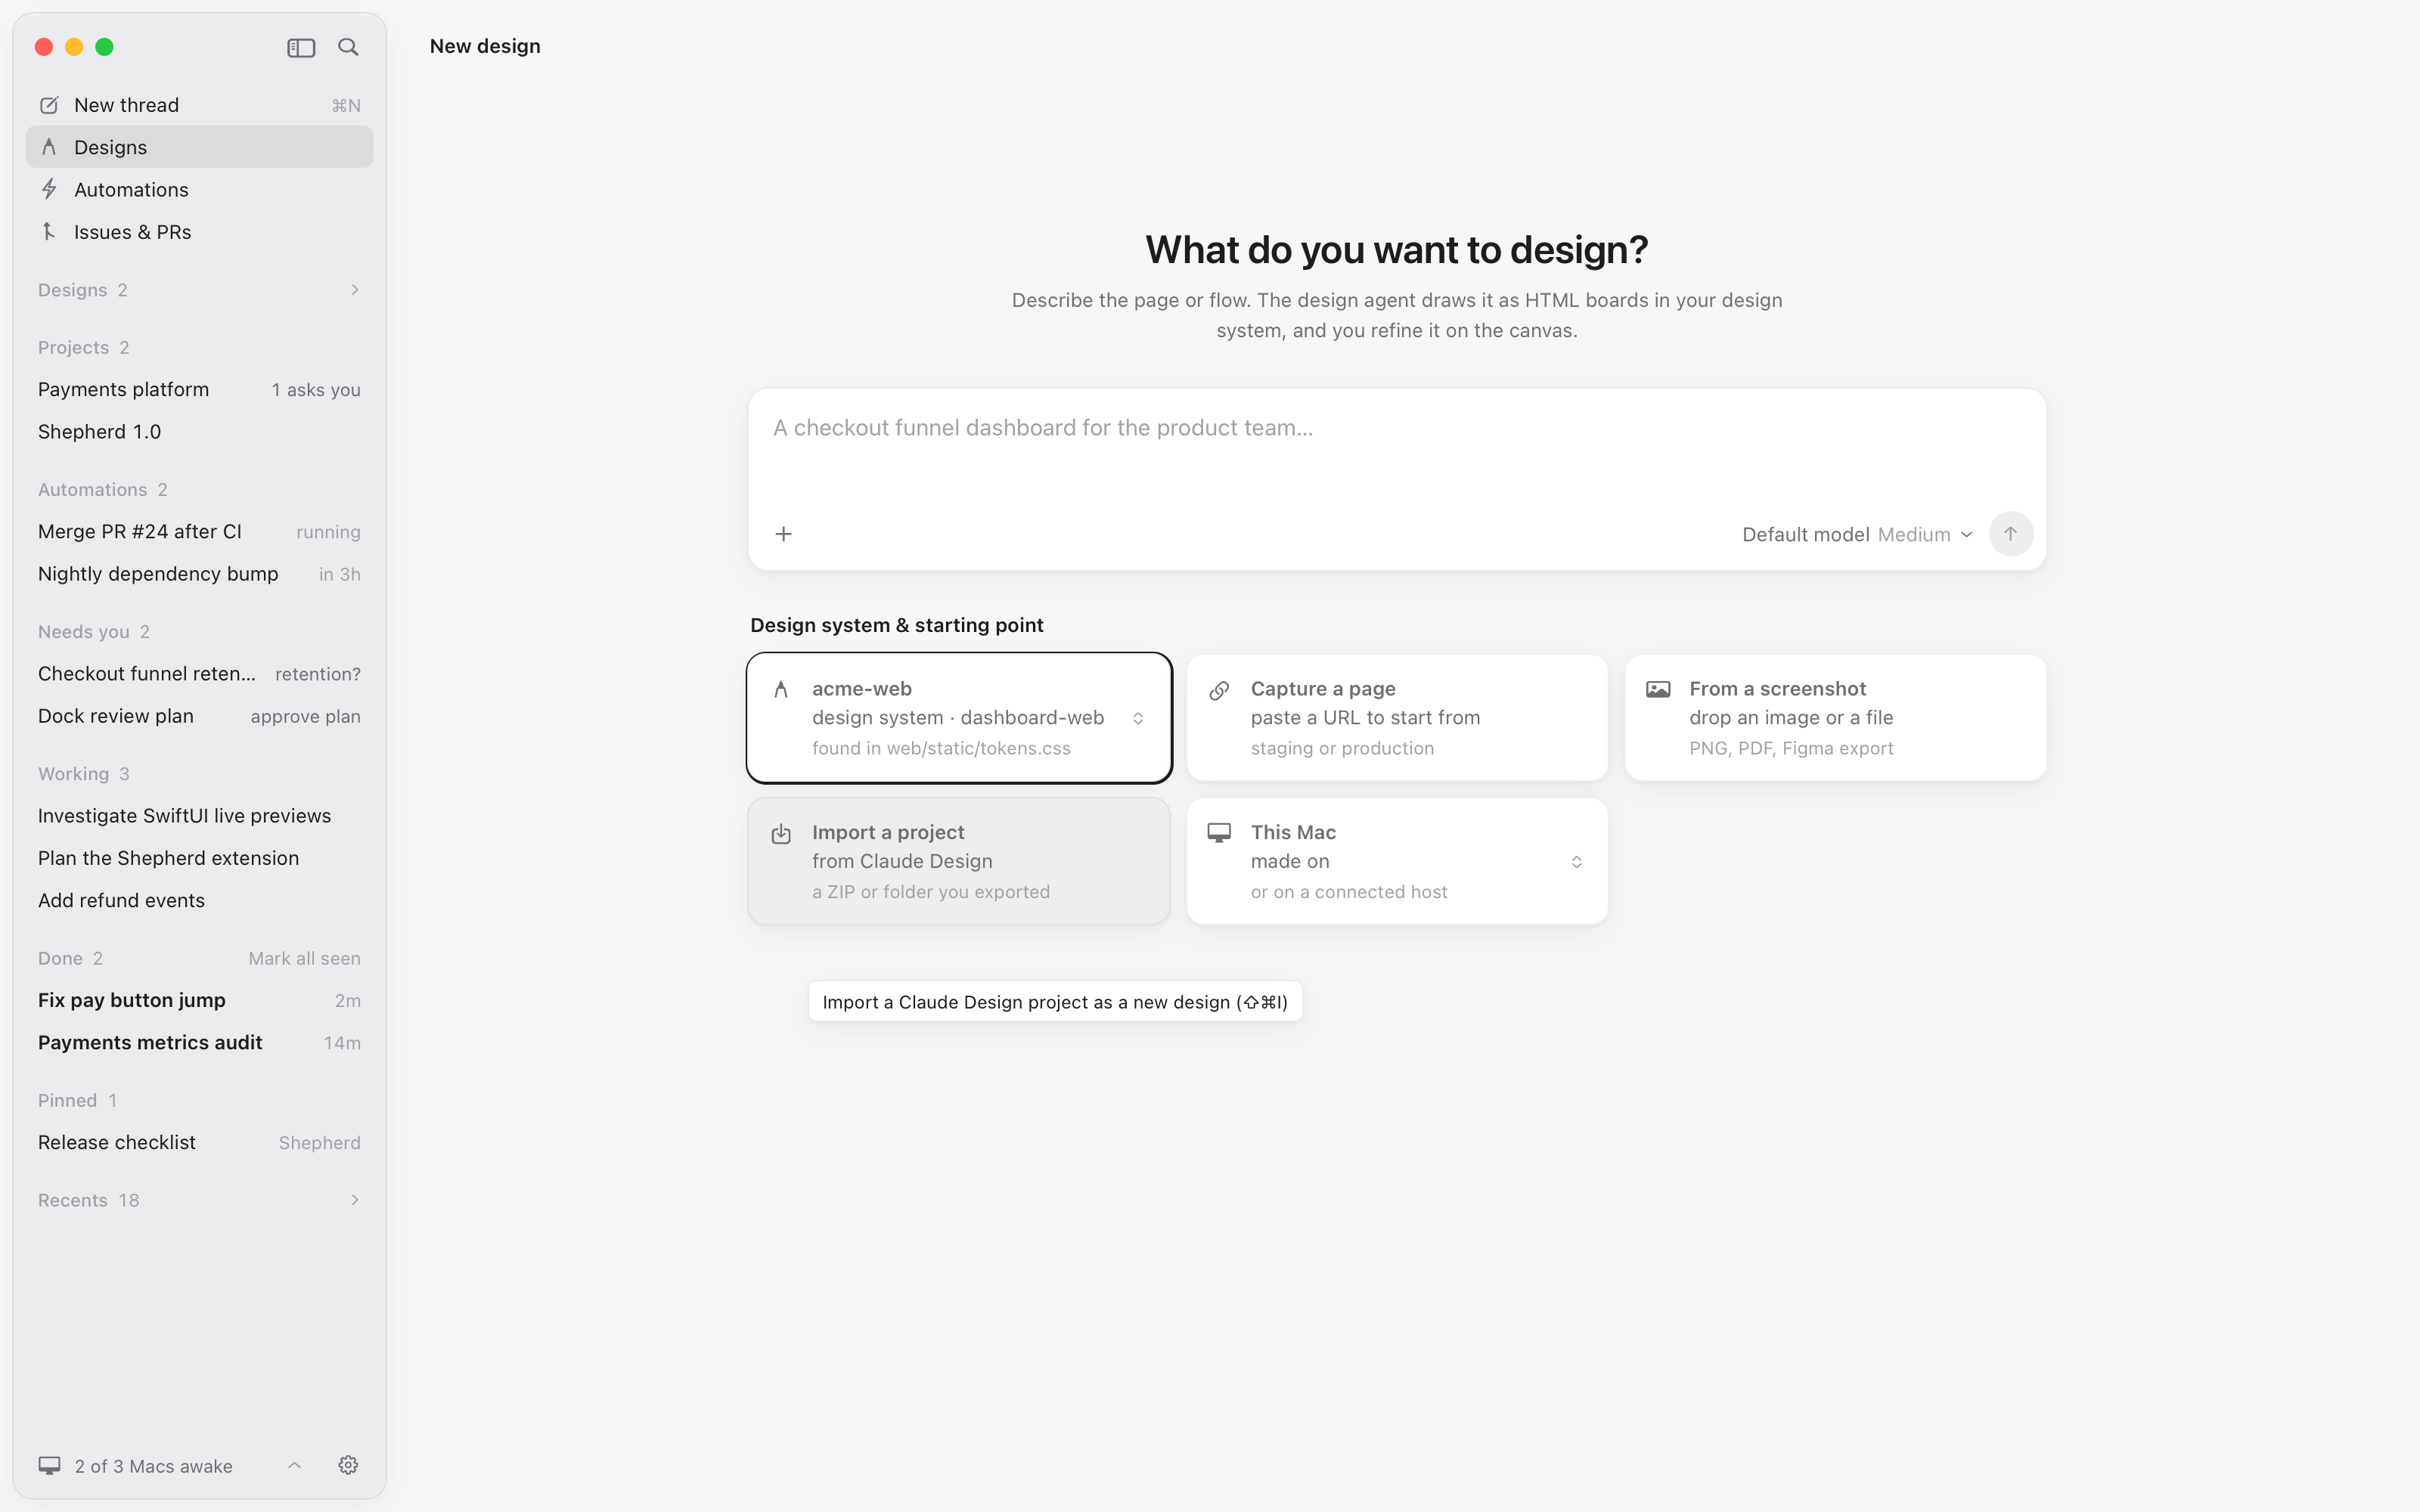 New design
New thread ⌘N
Designs
Automations
Issues & PRs
Designs 2
Projects 2
Payments platform 1 asks you
Shepherd 1.0
Automations 2
Merge PR #24 after CI running
Nightly dependency bump in 3h
Needs you 2
Checkout funnel reten... retention?
Dock review plan approve plan
Working 3
Investigate SwiftUI live previews
Plan the Shepherd extension
Add refund events
Done 2 Mark all seen
Fix pay button jump 2m
Payments metrics audit 14m
Pinned 1
Release checklist Shepherd
Recents 18
2 of 3 Macs awake
What do you want to design?
Describe the page or flow. The design agent draws it as HTML boards in your design
system, and you refine it on the canvas.
A checkout funnel dashboard for the product team...
Default model Medium
Design system & starting point
acme-web
design system · dashboard-web
found in web/static/tokens.css
Capture a page
paste a URL to start from
staging or production
From a screenshot
drop an image or a file
PNG, PDF, Figma export
Import a project
from Claude Design
a ZIP or folder you exported
This Mac
made on
or on a connected host
Import a Claude Design project as a new design (⇧⌘I)